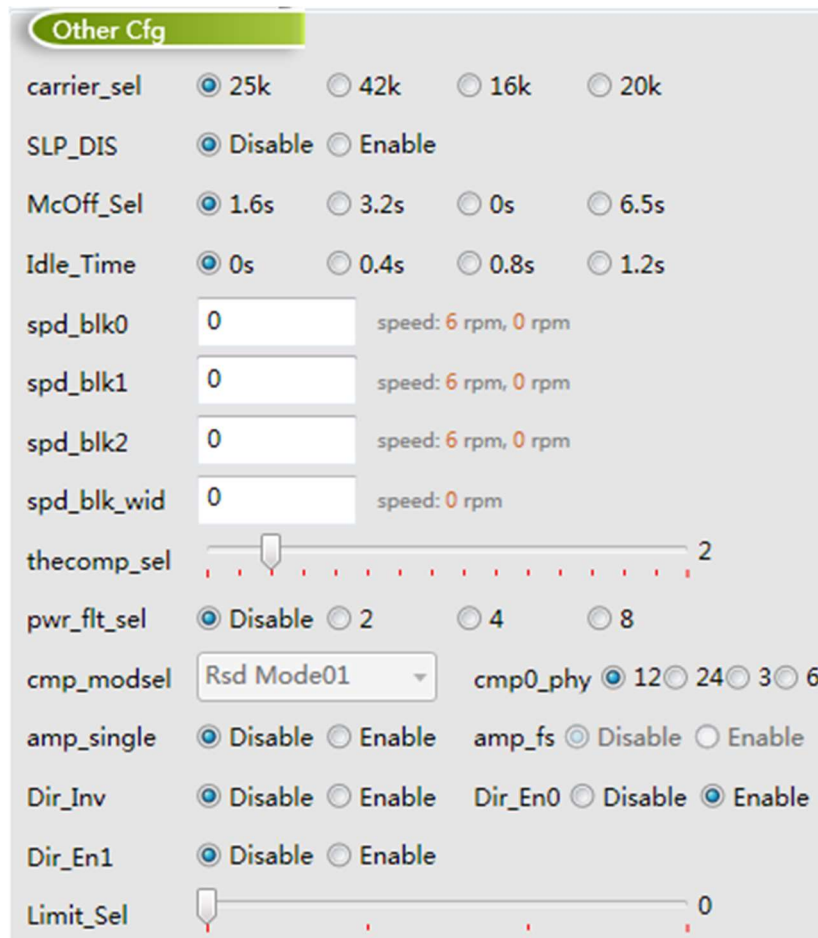 Other Cfg
carrier_sel 25k 42k 16k 20k
SLP_DIS Disable Enable
McOff_Sel 1.6s 3.2s 0s 6.5s
Idle_Time 0s 0.4s 0.8s 1.2s
spd_blk0 0 speed: 6 rpm, 0 rpm
spd_blk1 0 speed: 6 rpm, 0 rpm
spd_blk2 0 speed: 6 rpm, 0 rpm
spd_blk_wid 0 speed: 0 rpm
thecomp_sel 2
pwr_flt_sel Disable 2 4 8
cmp_modsel Rsd Mode01 cmp0_phy 12 24 3 6
amp_single Disable Enable amp_fs Disable Enable
Dir_Inv Disable Enable Dir_En0 Disable Enable
Dir_En1 Disable Enable
Limit_Sel 0